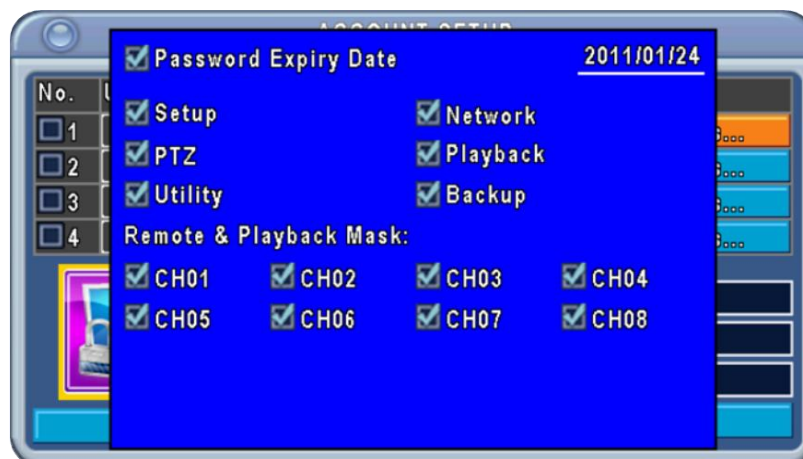 Password Expiry Date 2011/01/24
No.
Setup Network
1
PTZ Playback
2
Utility Backup
3
4 Remote & Playback Mask:
CH01 CH02 CH03 CH04
CH05 CH06 CH07 CH08